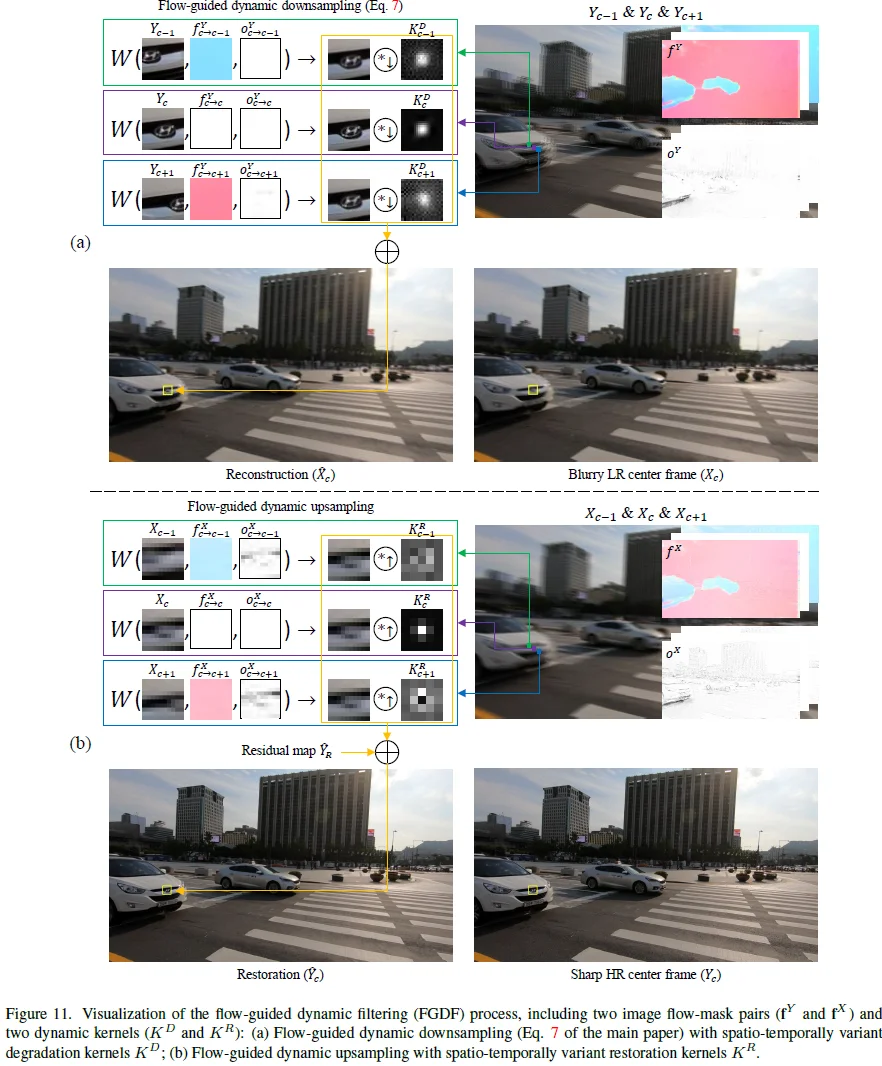 Flow-guided dynamic downsampling (Eq. 7)
Y_{c-1} & Y_c & Y_{c+1}
Y_{c-1} f^Y_{c→c-1} o^Y_{c→c-1} K^D_{c-1}
W( , , ) → *↓
f^Y
Y_c f^Y_{c→c} o^Y_{c→c} K^D_c
W( , , ) → *↓
o^Y
Y_{c+1} f^Y_{c→c+1} o^Y_{c→c+1} K^D_{c+1}
W( , , ) → *↓
(a)
Reconstruction (X̂_c)
Blurry LR center frame (X_c)
Flow-guided dynamic upsampling
X_{c-1} & X_c & X_{c+1}
X_{c-1} f^X_{c→c-1} o^X_{c→c-1} K^R_{c-1}
W( , , ) → *↑
f^X
X_c f^X_{c→c} o^X_{c→c} K^R_c
W( , , ) → *↑
o^X
X_{c+1} f^X_{c→c+1} o^X_{c→c+1} K^R_{c+1}
W( , , ) → *↑
(b)
Residual map Ŷ_R
Restoration (Ŷ_c)
Sharp HR center frame (Y_c)
Figure 11. Visualization of the flow-guided dynamic filtering (FGDF) process, including two image flow-mask pairs (f^Y and f^X) and
two dynamic kernels (K^D and K^R): (a) Flow-guided dynamic downsampling (Eq. 7 of the main paper) with spatio-temporally variant
degradation kernels K^D; (b) Flow-guided dynamic upsampling with spatio-temporally variant restoration kernels K^R.